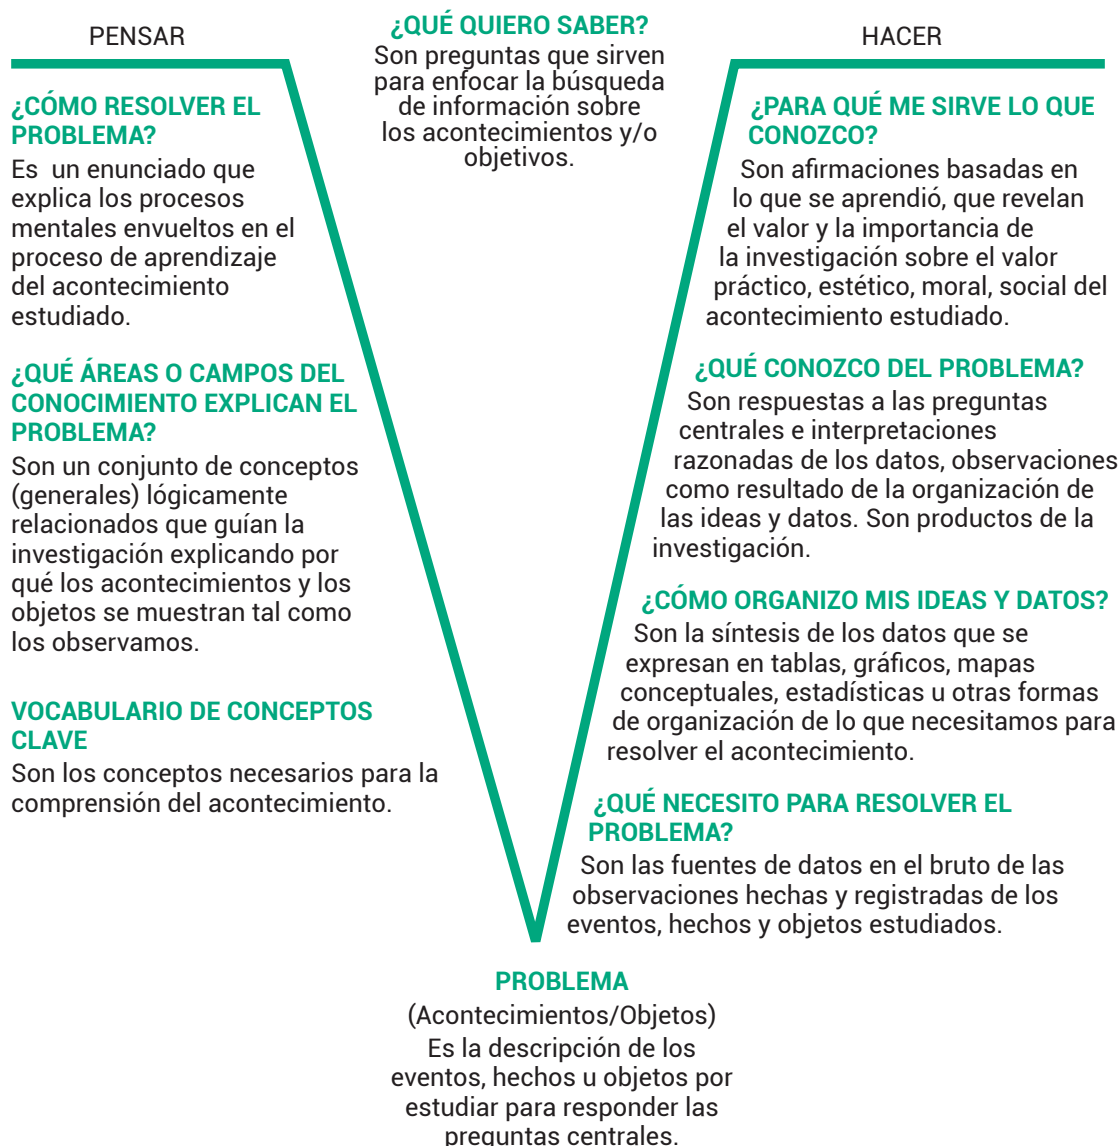 PENSAR
¿CÓMO RESOLVER EL
PROBLEMA?
Es un enunciado que
explica los procesos
mentales envueltos en el
proceso de aprendizaje
del acontecimiento
estudiado.
¿QUÉ ÁREAS O CAMPOS DEL
CONOCIMIENTO EXPLICAN EL
PROBLEMA?
Son un conjunto de conceptos
(generales) lógicamente
relacionados que guían la
investigación explicando por
qué los acontecimientos y los
objetos se muestran tal como
los observamos.
VOCABULARIO DE CONCEPTOS
CLAVE
Son los conceptos necesarios para la
comprensión del acontecimiento.
¿QUÉ QUIERO SABER?
Son preguntas que sirven
para enfocar la búsqueda
de información sobre
los acontecimientos y/o
objetivos.
HACER
¿PARA QUÉ ME SIRVE LO QUE
CONOZCO?
Son afirmaciones basadas en
lo que se aprendió, que revelan
el valor y la importancia de
la investigación sobre el valor
práctico, estético, moral, social del
acontecimiento estudiado.
¿QUÉ CONOZCO DEL PROBLEMA?
Son respuestas a las preguntas
centrales e interpretaciones
razonadas de los datos, observaciones
como resultado de la organización de
las ideas y datos. Son productos de la
investigación.
¿CÓMO ORGANIZO MIS IDEAS Y DATOS?
Son la síntesis de los datos que se
expresan en tablas, gráficos, mapas
conceptuales, estadísticas u otras formas
de organización de lo que necesitamos para
resolver el acontecimiento.
¿QUÉ NECESITO PARA RESOLVER EL
PROBLEMA?
Son las fuentes de datos en el bruto de las
observaciones hechas y registradas de los
eventos, hechos y objetos estudiados.
PROBLEMA
(Acontecimientos/Objetos)
Es la descripción de los
eventos, hechos u objetos por
estudiar para responder las
preguntas centrales.